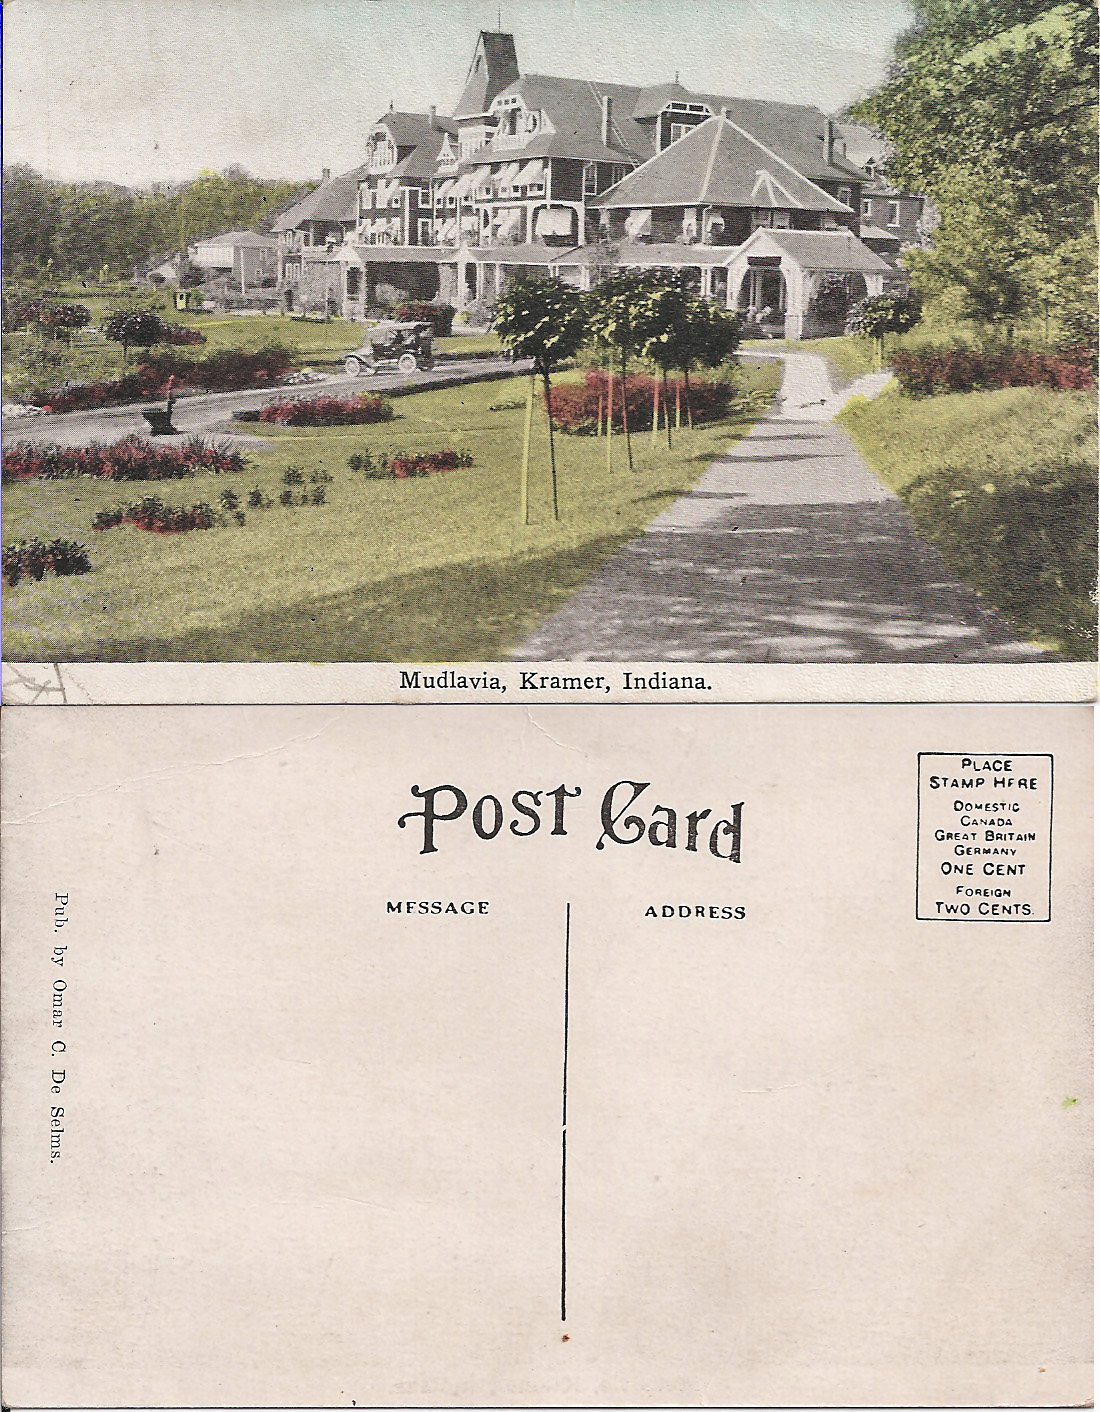 Mudlavia, Kramer, Indiana.
Post Card
PLACE
STAMP HERE
DOMESTIC
CANADA
GREAT BRITAIN
GERMANY
ONE CENT
FOREIGN
TWO CENTS.
MESSAGE
ADDRESS
Pub. by Omar C. De Selms.